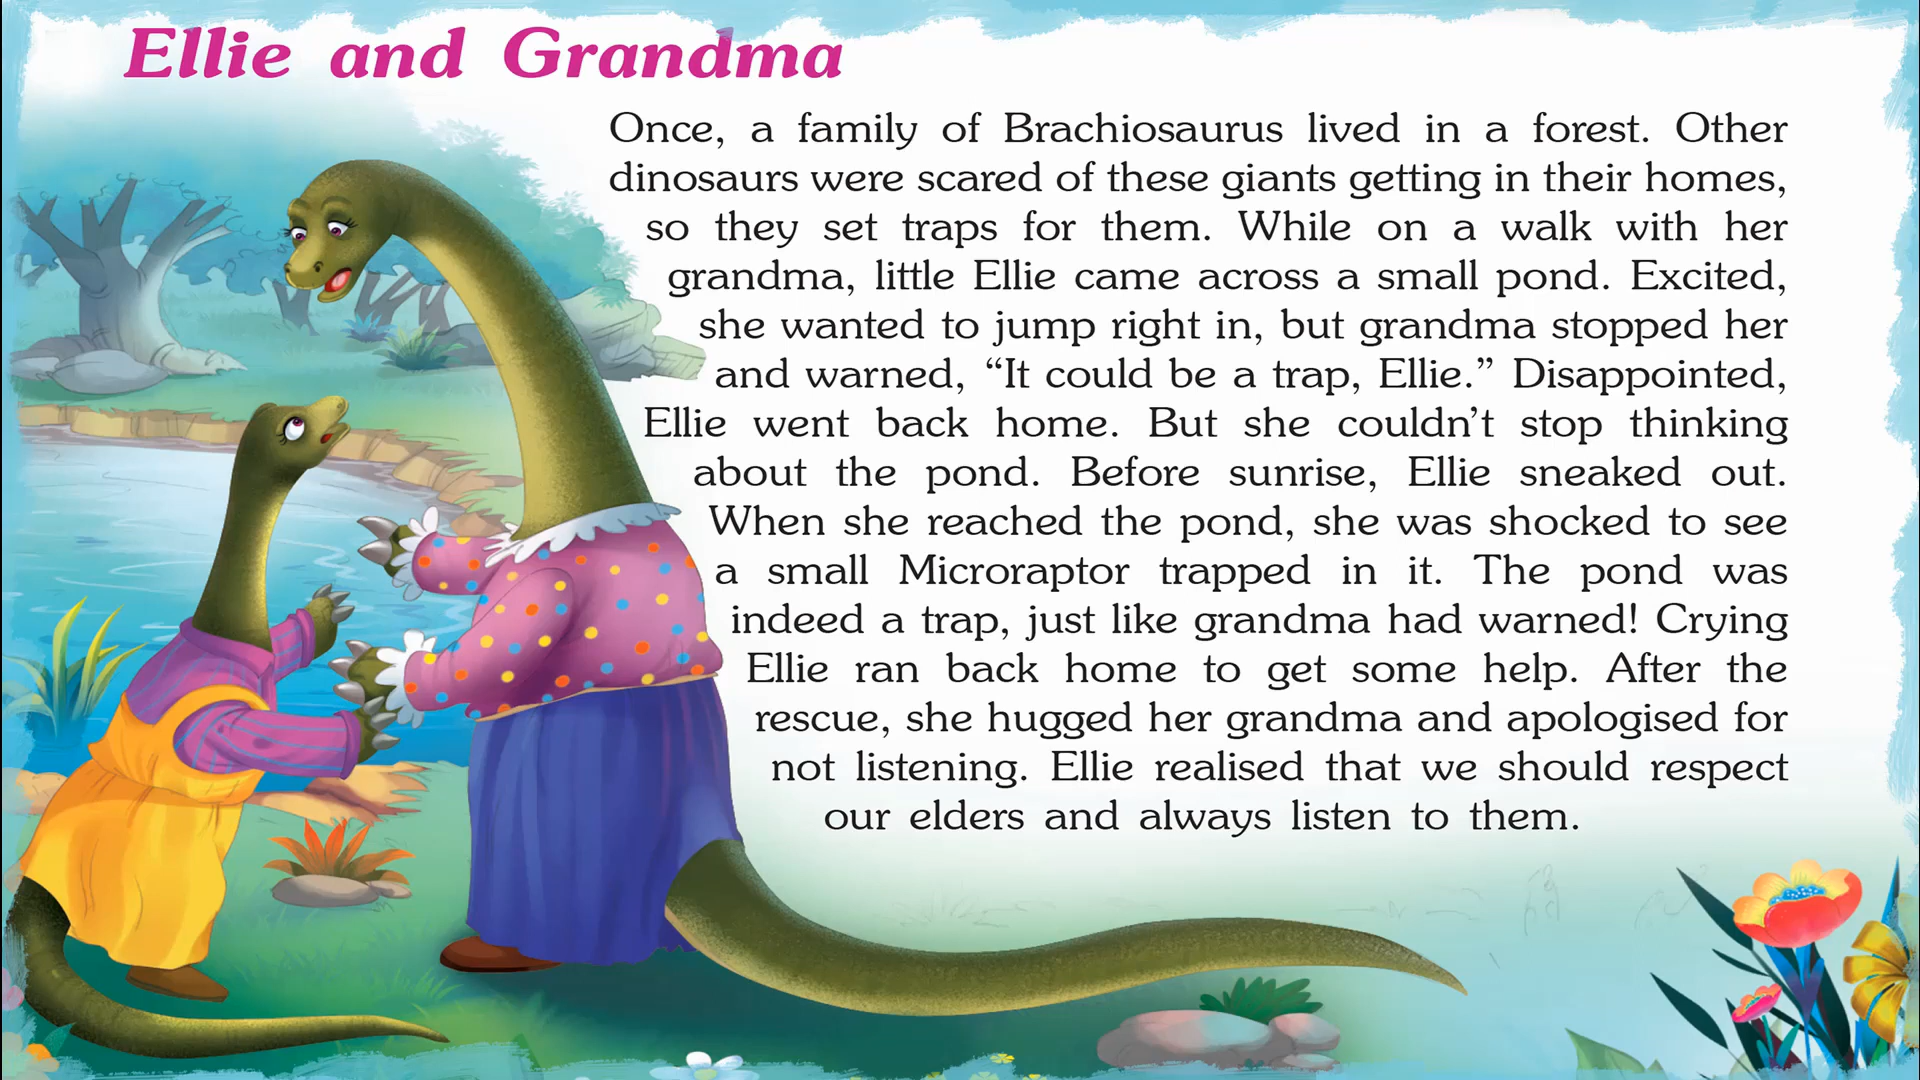 Ellie and Grandma
Once, a family of Brachiosaurus lived in a forest. Other
dinosaurs were scared of these giants getting in their homes,
so they set traps for them. While on a walk with her
grandma, little Ellie came across a small pond. Excited,
she wanted to jump right in, but grandma stopped her
and warned, “It could be a trap, Ellie.” Disappointed,
Ellie went back home. But she couldn’t stop thinking
about the pond. Before sunrise, Ellie sneaked out.
When she reached the pond, she was shocked to see
a small Microraptor trapped in it. The pond was
indeed a trap, just like grandma had warned! Crying
Ellie ran back home to get some help. After the
rescue, she hugged her grandma and apologised for
not listening. Ellie realised that we should respect
our elders and always listen to them.